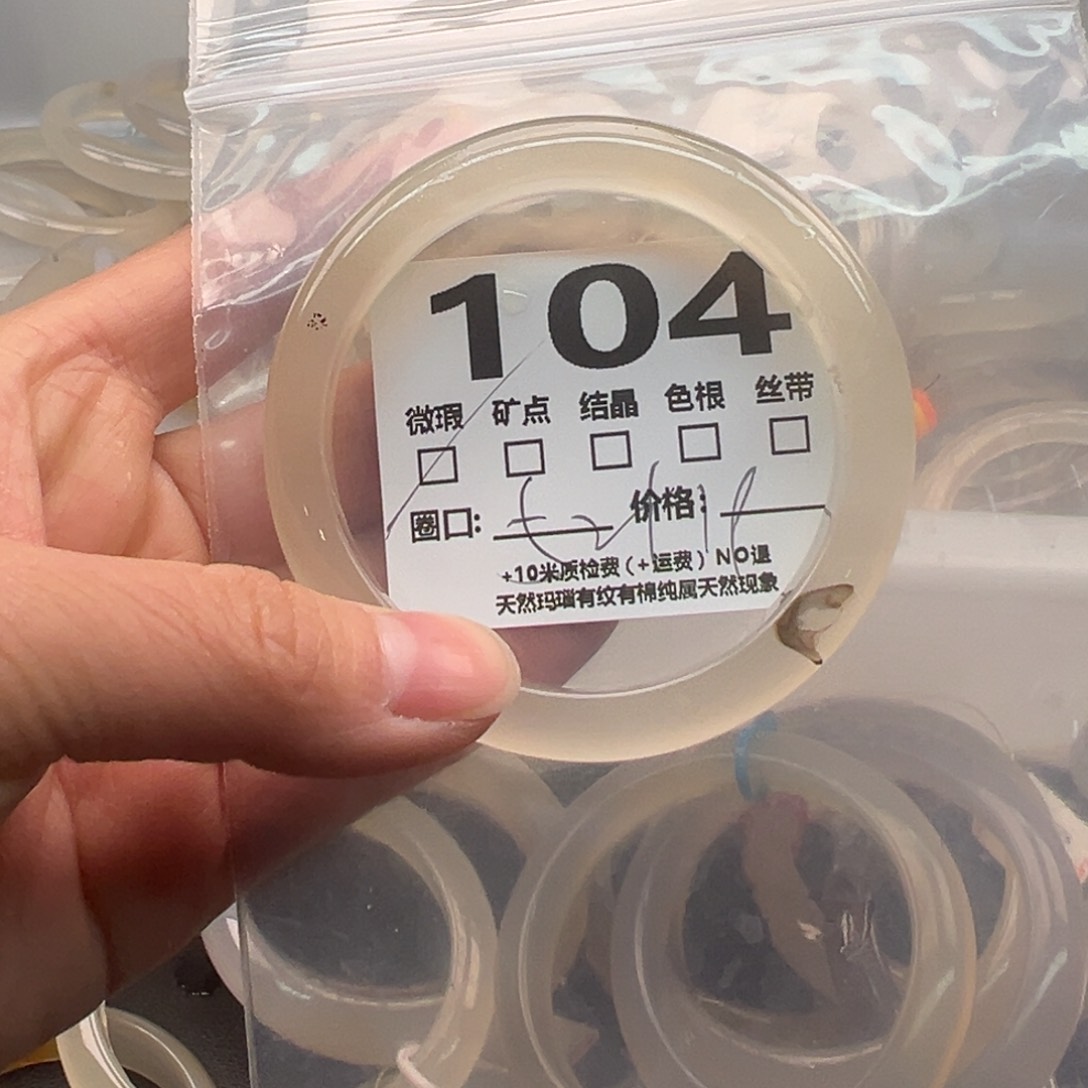 104
微瑕 矿点 结晶 色根 丝带
圈口: 价格:
+10米质检费(+运费)NO退
天然玛瑙有纹有棉纯属天然现象